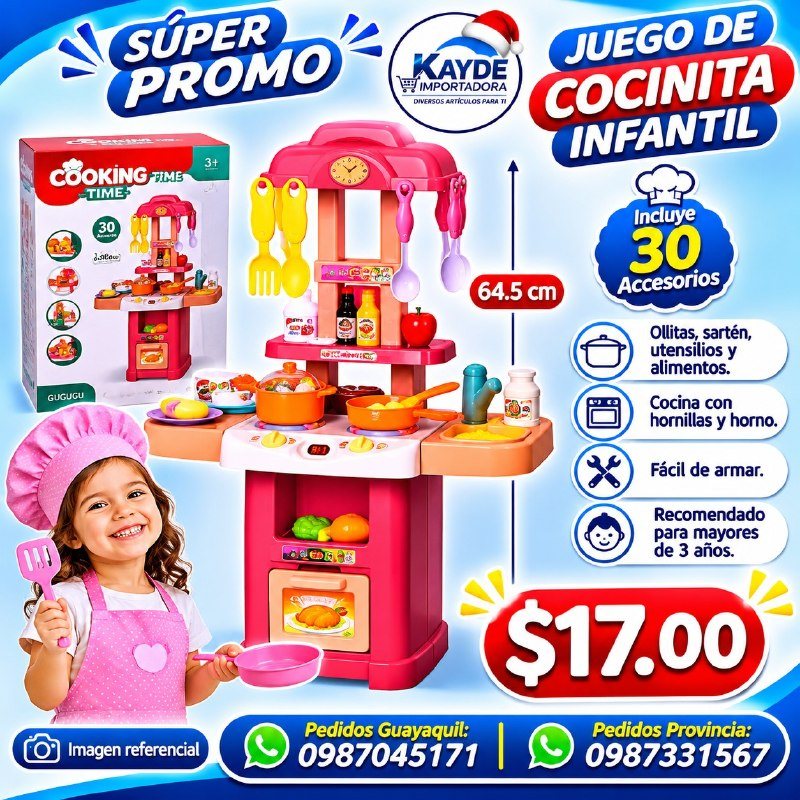 SÚPER
PROMO
KAYDE
IMPORTADORA
DIVERSOS ARTÍCULOS PARA TI
JUEGO DE
COCINITA
INFANTIL
COOKING TIME
TIME
3+
30
GUGUGU
Incluye
30
Accesorios
64.5 cm
Ollitas, sartén,
utensilios y
alimentos.
Cocina con
hornillas y horno.
Fácil de armar.
Recomendado
para mayores
de 3 años.
$17.00
Imagen referencial
Pedidos Guayaquil:
0987045171
Pedidos Provincia:
0987331567